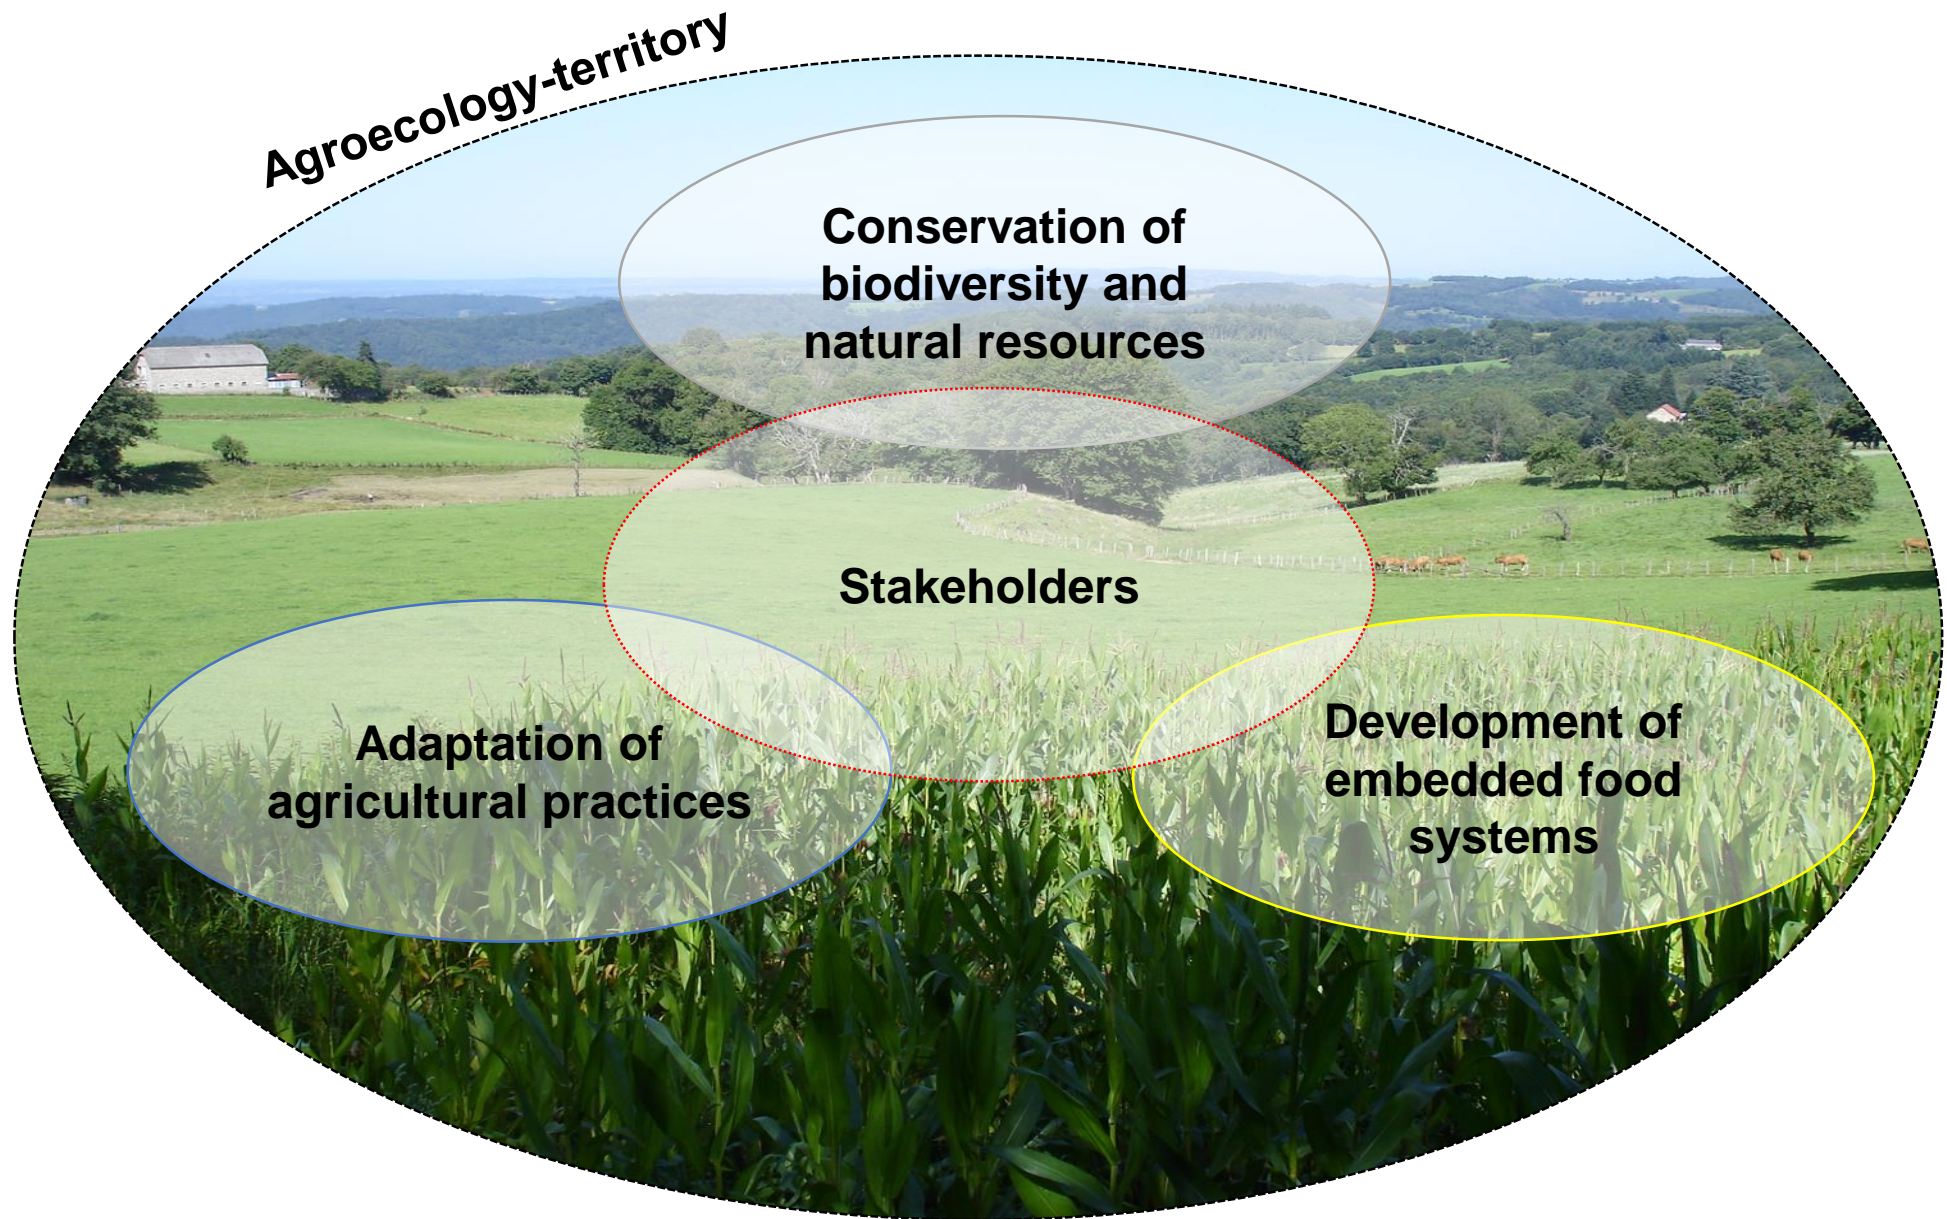 Agroecology-territory
Conservation of
biodiversity and
natural resources
Stakeholders
Adaptation of
agricultural practices
Development of
embedded food
systems